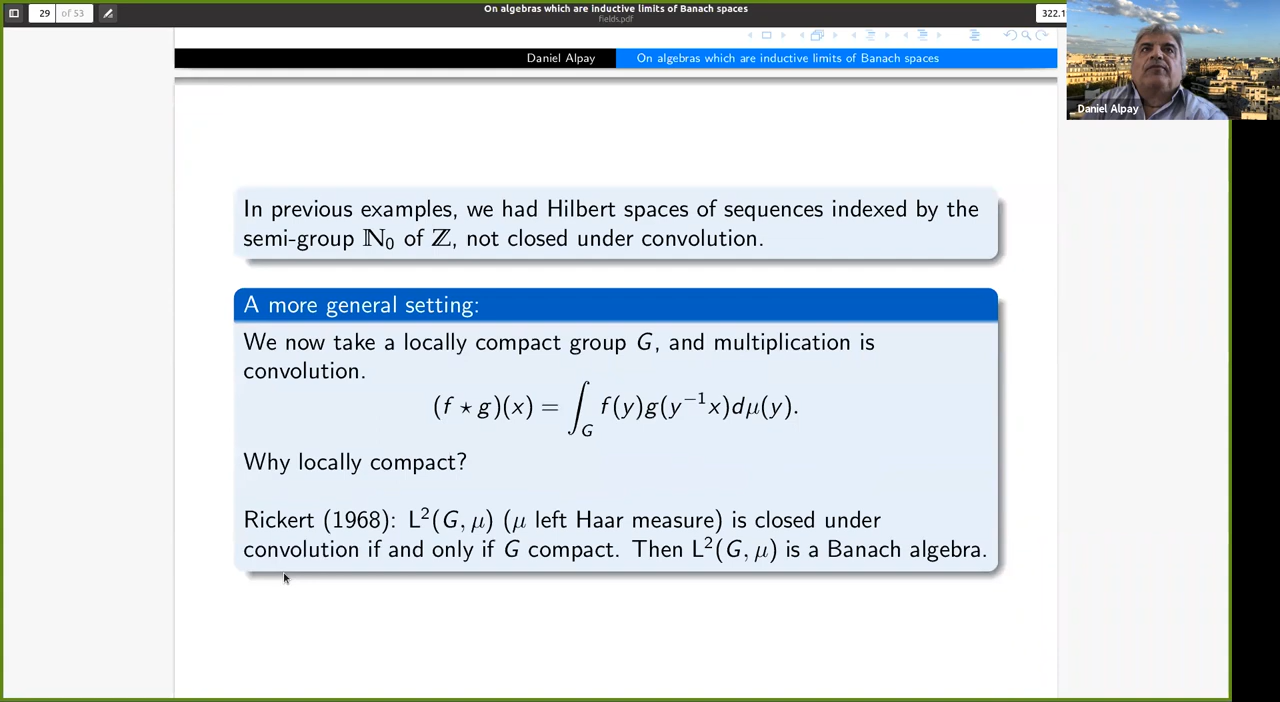 On algebras which are inductive limits of Banach spaces
fields.pdf
29 of 53
322.1
Daniel Alpay On algebras which are inductive limits of Banach spaces
Daniel Alpay
In previous examples, we had Hilbert spaces of sequences indexed by the
semi-group ℕ₀ of ℤ, not closed under convolution.
A more general setting:
We now take a locally compact group G, and multiplication is
convolution.
(f ⋆ g)(x) = ∫_G f(y)g(y⁻¹x)dμ(y).
Why locally compact?
Rickert (1968): L²(G, μ) (μ left Haar measure) is closed under
convolution if and only if G compact. Then L²(G, μ) is a Banach algebra.